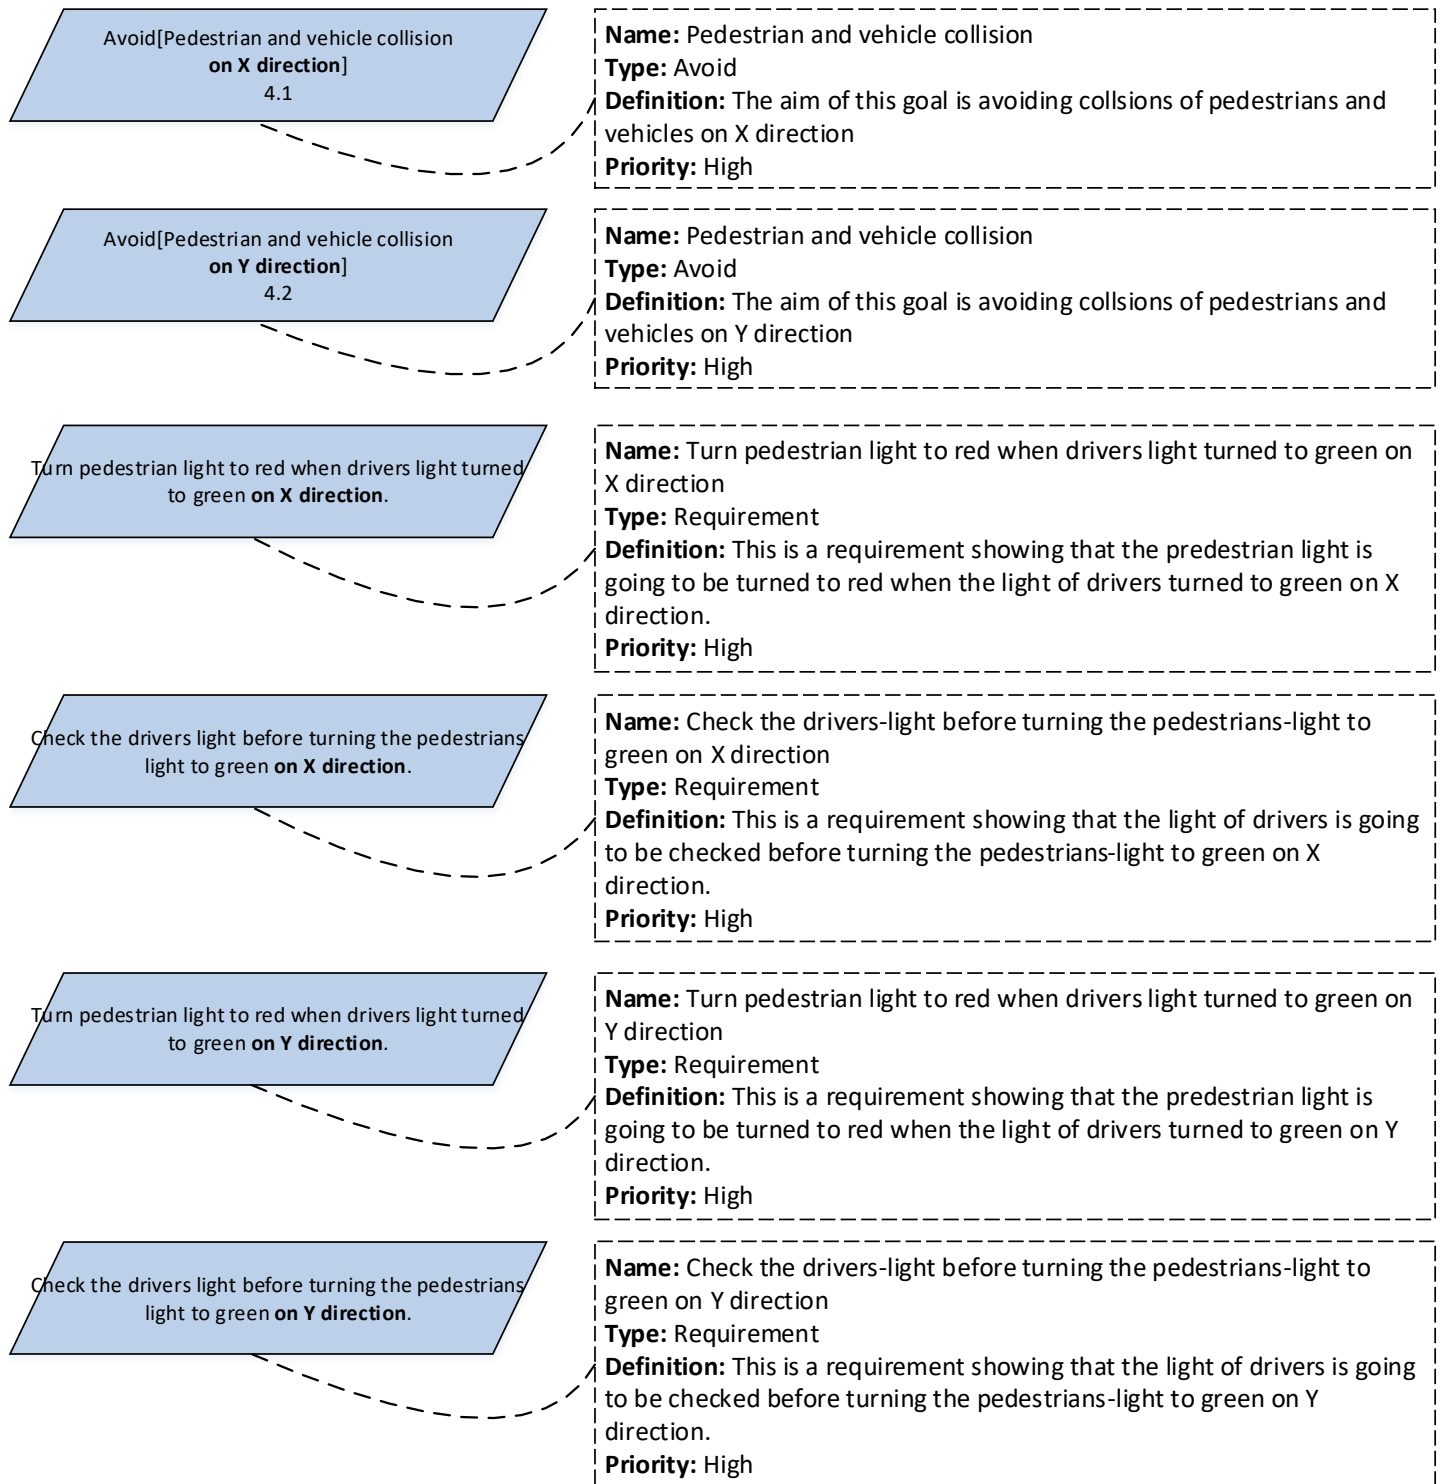 Avoid[Pedestrian and vehicle collision
on X direction]
4.1
Name: Pedestrian and vehicle collision
Type: Avoid
Definition: The aim of this goal is avoiding collsions of pedestrians and
vehicles on X direction
Priority: High
Avoid[Pedestrian and vehicle collision
on Y direction]
4.2
Name: Pedestrian and vehicle collision
Type: Avoid
Definition: The aim of this goal is avoiding collsions of pedestrians and
vehicles on Y direction
Priority: High
Turn pedestrian light to red when drivers light turned
to green on X direction.
Name: Turn pedestrian light to red when drivers light turned to green on
X direction
Type: Requirement
Definition: This is a requirement showing that the predestrian light is
going to be turned to red when the light of drivers turned to green on X
direction.
Priority: High
Check the drivers light before turning the pedestrians
light to green on X direction.
Name: Check the drivers-light before turning the pedestrians-light to
green on X direction
Type: Requirement
Definition: This is a requirement showing that the light of drivers is going
to be checked before turning the pedestrians-light to green on X
direction.
Priority: High
Turn pedestrian light to red when drivers light turned
to green on Y direction.
Name: Turn pedestrian light to red when drivers light turned to green on
Y direction
Type: Requirement
Definition: This is a requirement showing that the predestrian light is
going to be turned to red when the light of drivers turned to green on Y
direction.
Priority: High
Check the drivers light before turning the pedestrians
light to green on Y direction.
Name: Check the drivers-light before turning the pedestrians-light to
green on Y direction
Type: Requirement
Definition: This is a requirement showing that the light of drivers is going
to be checked before turning the pedestrians-light to green on Y
direction.
Priority: High